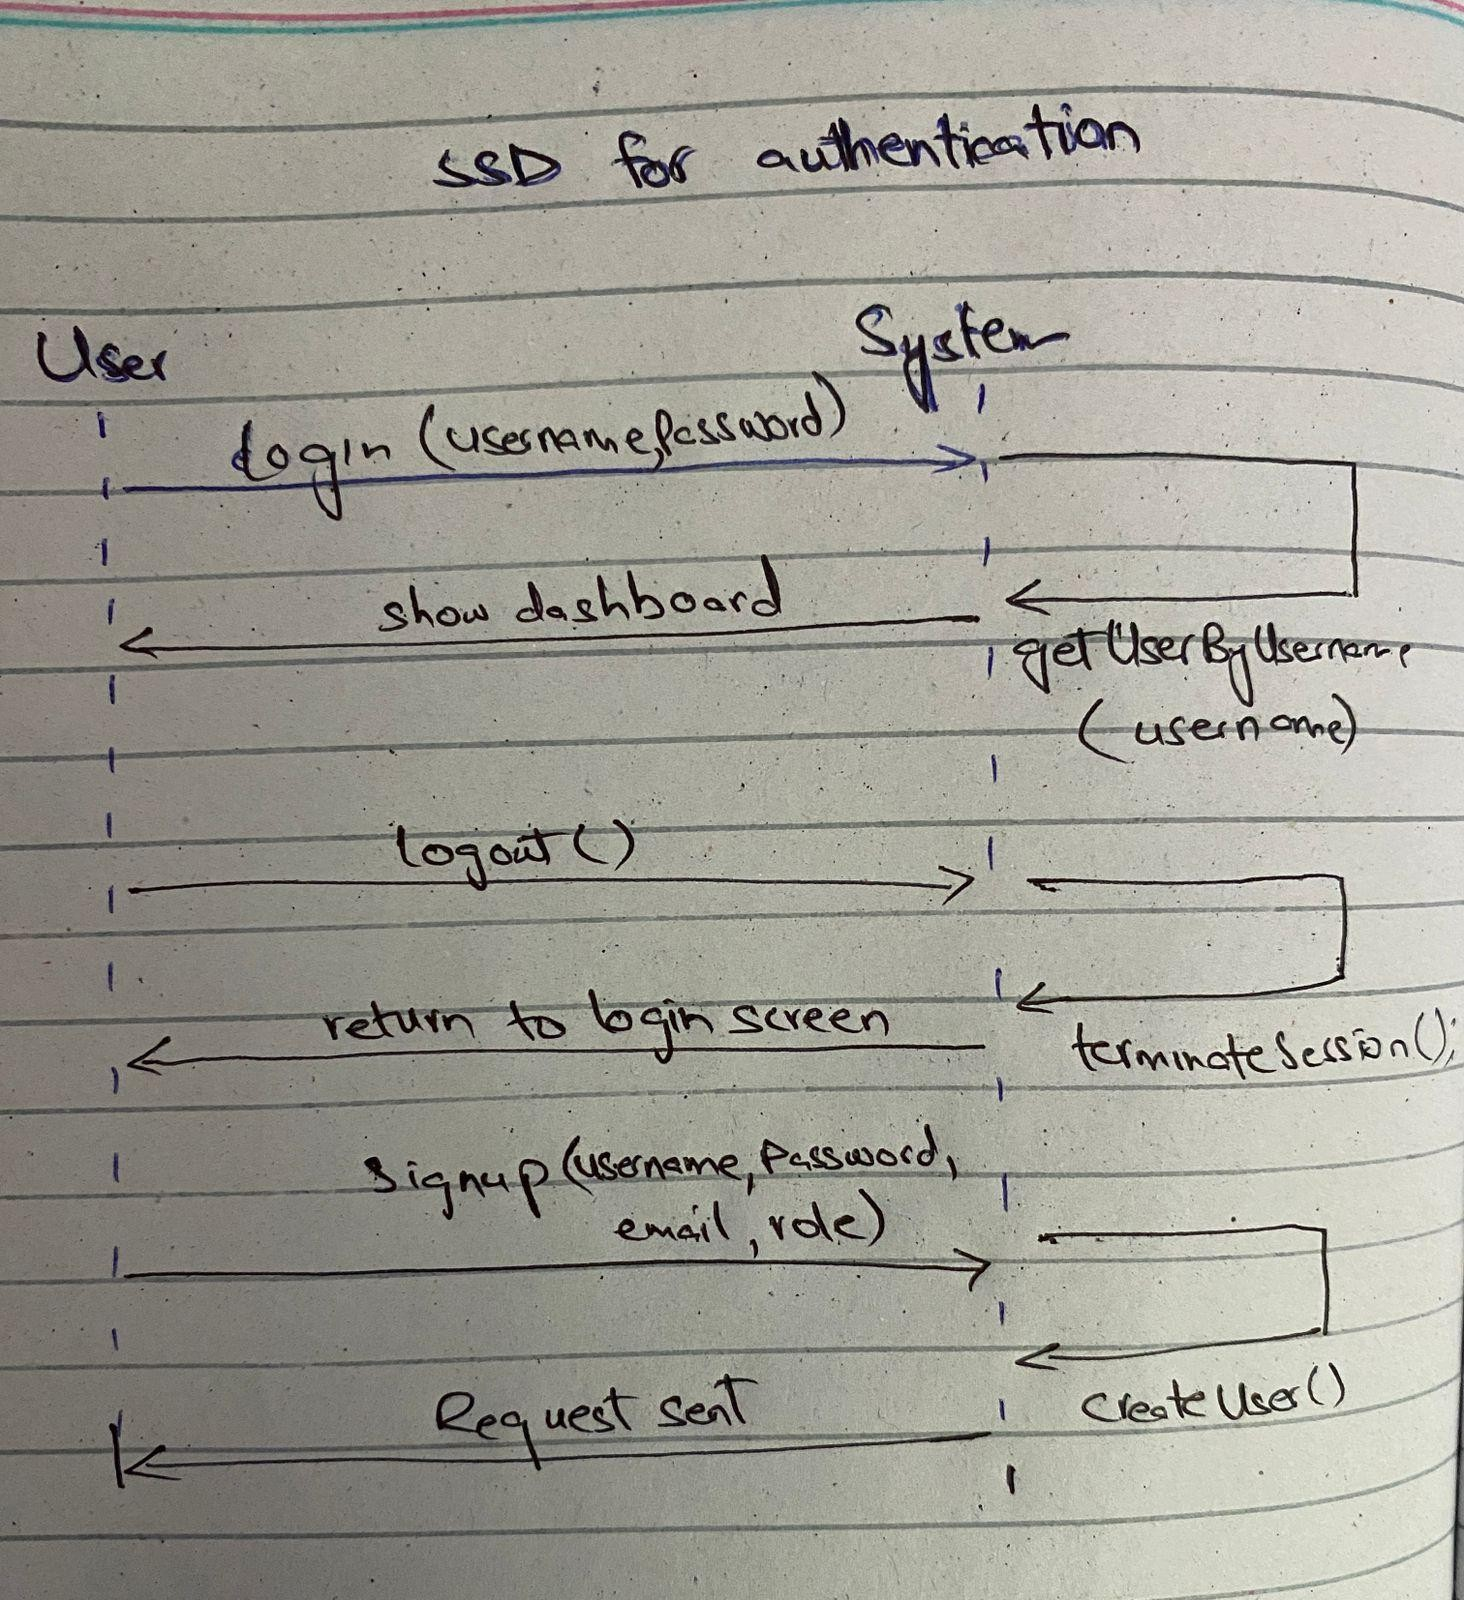 SSD for authentication
User
System
Login (username,Password)
show dashboard
getUserByUsername
(username)
logout()
return to login screen
terminateSession();
Signup(username, Password,
email, role)
Request sent
CreateUser()